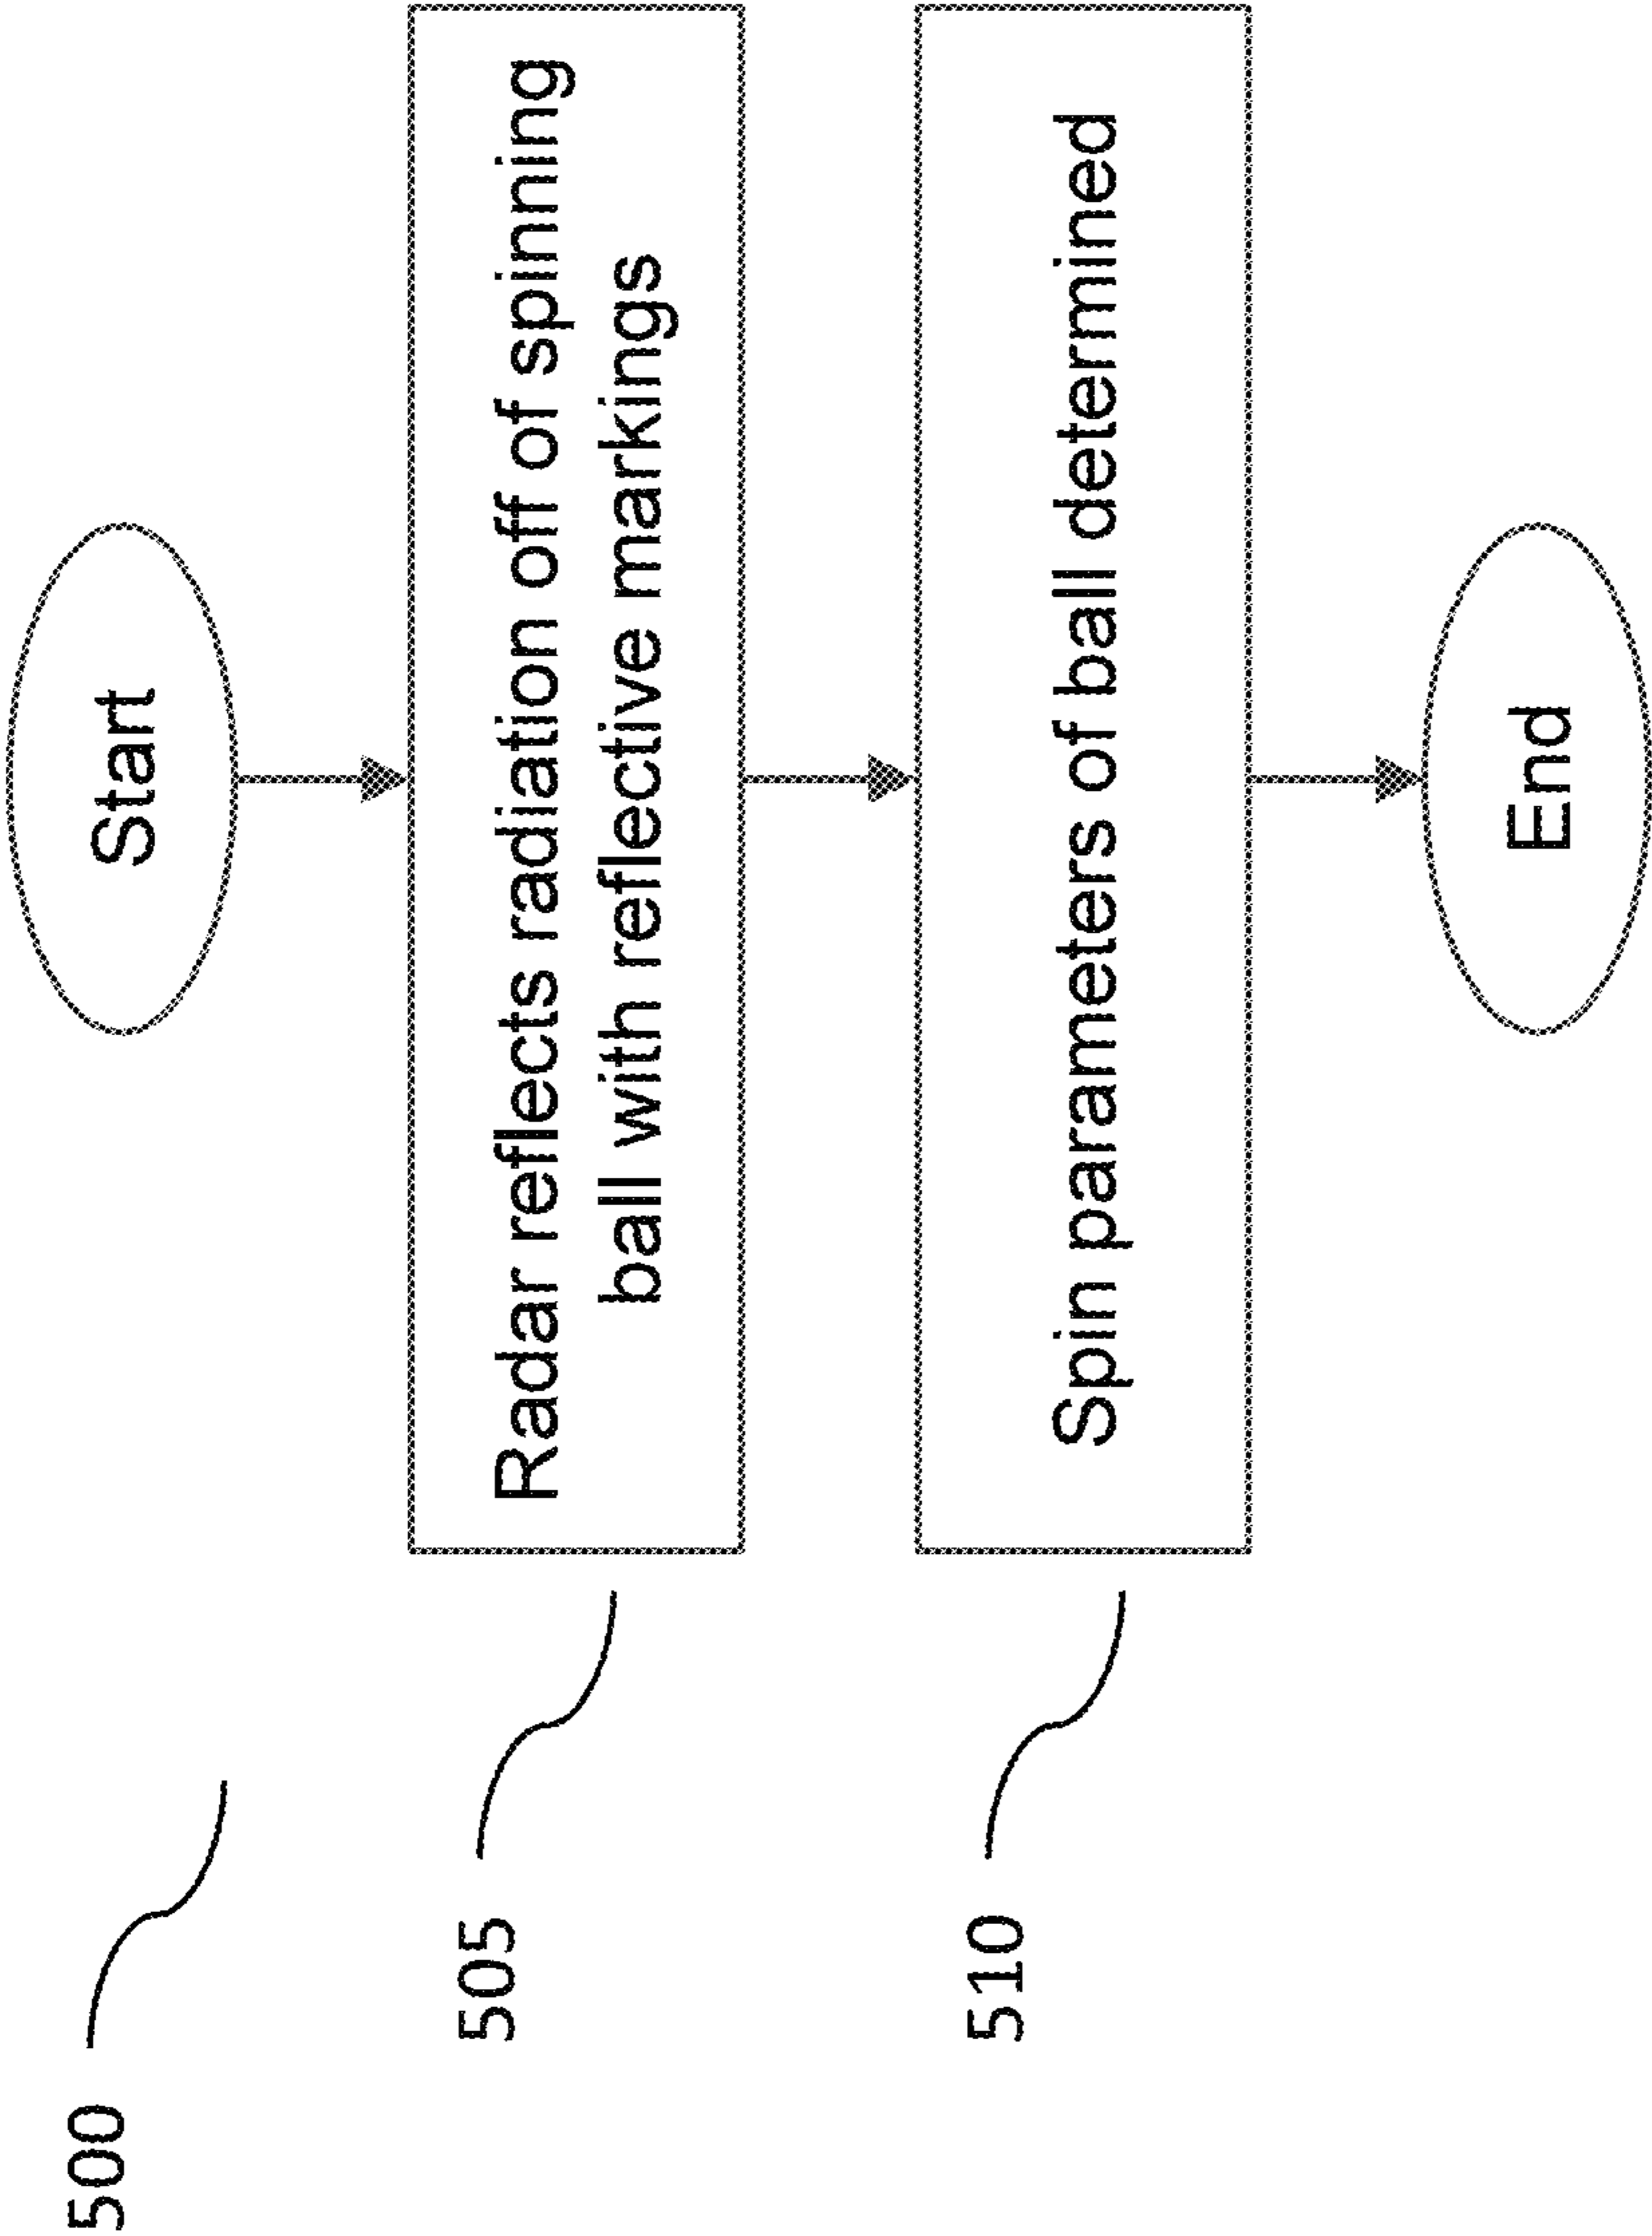 500
Start
505
Radar reflects radiation off of spinning
ball with reflective markings
510
Spin parameters of ball determined
End